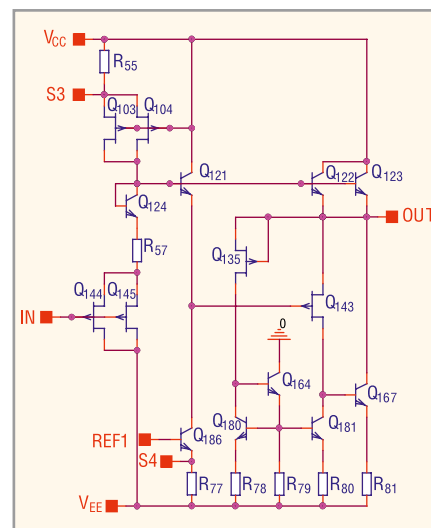 VCC
R55
S3
Q103
Q104
Q121
Q122
Q123
Q124
OUT
R57
Q135
Q144
Q145
Q143
IN
0
Q164
Q167
Q180
Q181
REF1
Q186
S4
R77
R78
R79
R80
R81
VEE